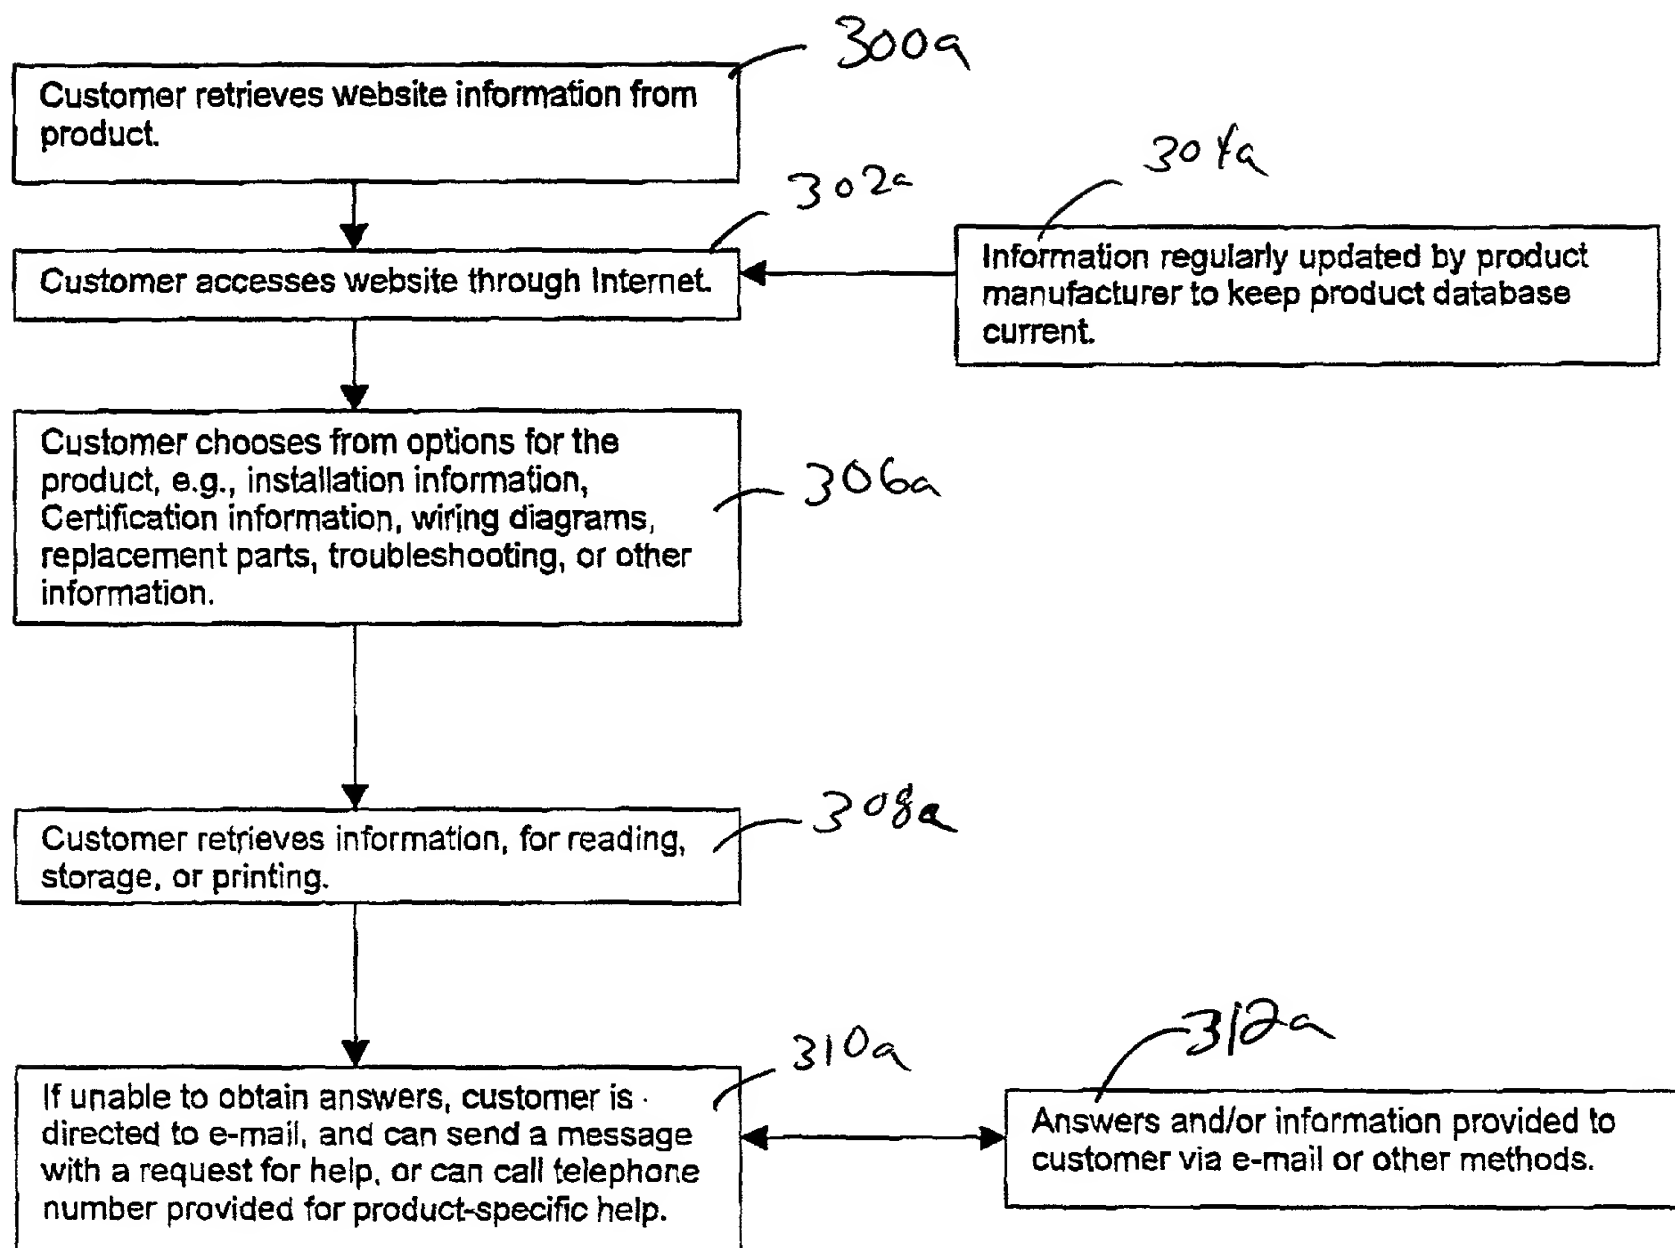 300a
Customer retrieves website information from
product.
302a
304a
Customer accesses website through Internet.
Information regularly updated by product
manufacturer to keep product database
current.
Customer chooses from options for the
product, e.g., installation information,
Certification information, wiring diagrams,
replacement parts, troubleshooting, or other
information.
306a
308a
Customer retrieves information, for reading,
storage, or printing.
310a
312a
If unable to obtain answers, customer is
directed to e-mail, and can send a message
with a request for help, or can call telephone
number provided for product-specific help.
Answers and/or information provided to
customer via e-mail or other methods.